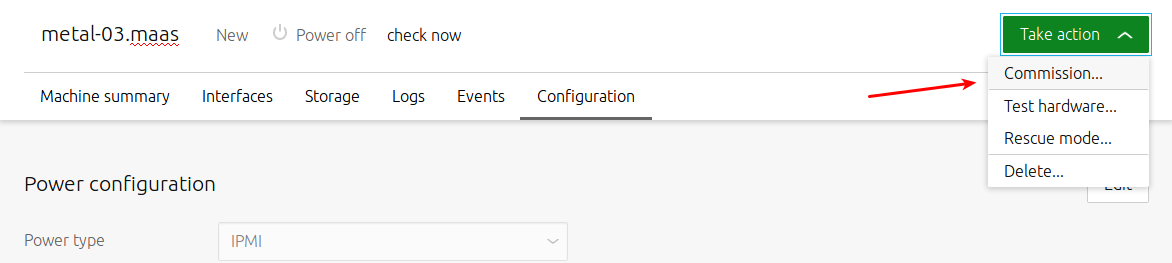 metal-03.maas New Power off check now Take action
Commission...
Machine summary Interfaces Storage Logs Events Configuration
Test hardware...
Rescue mode...
Delete...
Power configuration Edit
Power type IPMI